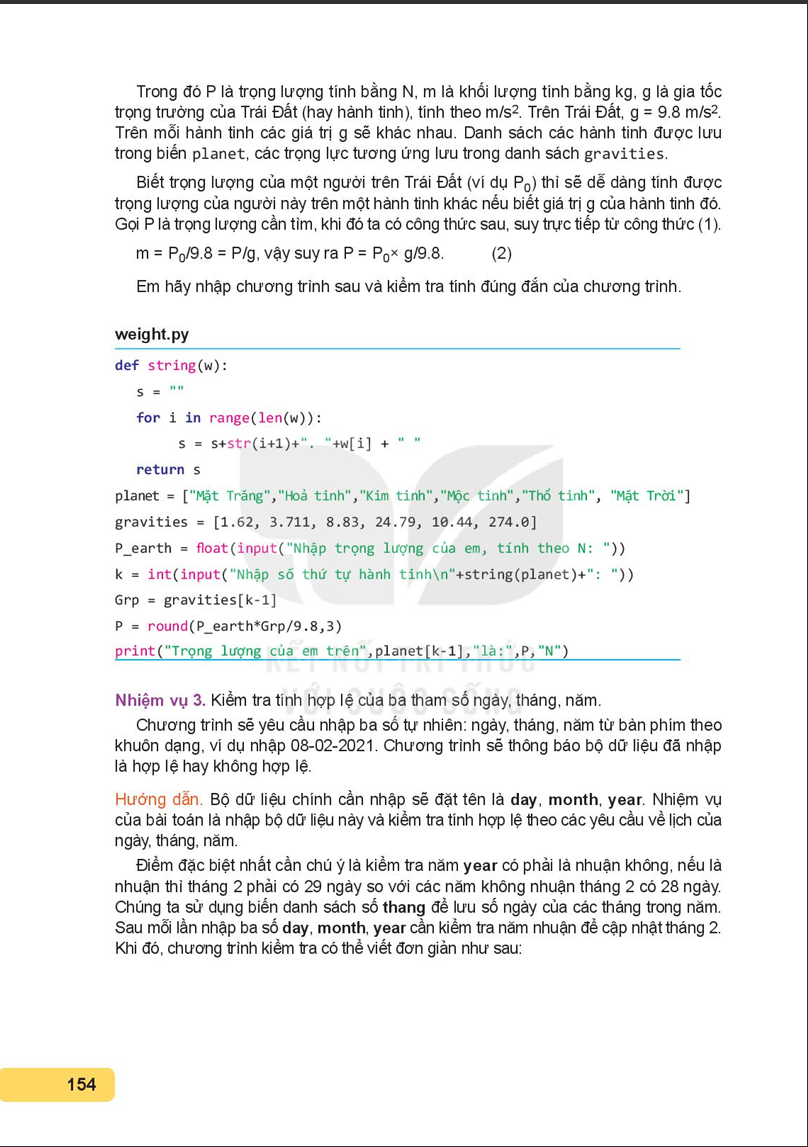 Trong đó P là trọng lượng tính bằng N, m là khối lượng tính bằng kg, g là gia tốc
trọng trường của Trái Đất (hay hành tinh), tính theo m/s². Trên Trái Đất, g = 9.8 m/s².
Trên mỗi hành tinh các giá trị g sẽ khác nhau. Danh sách các hành tinh được lưu
trong biến planet, các trọng lực tương ứng lưu trong danh sách gravities.
Biết trọng lượng của một người trên Trái Đất (ví dụ P₀) thì sẽ dễ dàng tính được
trọng lượng của người này trên một hành tinh khác nếu biết giá trị g của hành tinh đó.
Gọi P là trọng lượng cần tìm, khi đó ta có công thức sau, suy trực tiếp từ công thức (1).
m = P₀/9.8 = P/g, vậy suy ra P = P₀× g/9.8. (2)
Em hãy nhập chương trình sau và kiểm tra tính đúng đắn của chương trình.
weight.py
def string(w):
s = ""
for i in range(len(w)):
s = s+str(i+1)+". "+w[i] + " "
return s
planet = ["Mặt Trăng","Hoả tinh","Kim tinh","Mộc tinh","Thổ tinh", "Mặt Trời"]
gravities = [1.62, 3.711, 8.83, 24.79, 10.44, 274.0]
P_earth = float(input("Nhập trọng lượng của em, tính theo N: "))
k = int(input("Nhập số thứ tự hành tinh\n"+string(planet)+": "))
Grp = gravities[k-1]
P = round(P_earth*Grp/9.8,3)
print("Trọng lượng của em trên",planet[k-1],"là:",P,"N")
KẾT NỐI TRI THỨC
VỚI CUỘC SỐNG
Nhiệm vụ 3. Kiểm tra tính hợp lệ của ba tham số ngày, tháng, năm.
Chương trình sẽ yêu cầu nhập ba số tự nhiên: ngày, tháng, năm từ bàn phím theo
khuôn dạng, ví dụ nhập 08-02-2021. Chương trình sẽ thông báo bộ dữ liệu đã nhập
là hợp lệ hay không hợp lệ.
Hướng dẫn. Bộ dữ liệu chính cần nhập sẽ đặt tên là day, month, year. Nhiệm vụ
của bài toán là nhập bộ dữ liệu này và kiểm tra tính hợp lệ theo các yêu cầu về lịch của
ngày, tháng, năm.
Điểm đặc biệt nhất cần chú ý là kiểm tra năm year có phải là nhuận không, nếu là
nhuận thì tháng 2 phải có 29 ngày so với các năm không nhuận tháng 2 có 28 ngày.
Chúng ta sử dụng biến danh sách số thang để lưu số ngày của các tháng trong năm.
Sau mỗi lần nhập ba số day, month, year cần kiểm tra năm nhuận để cập nhật tháng 2.
Khi đó, chương trình kiểm tra có thể viết đơn giản như sau:
154